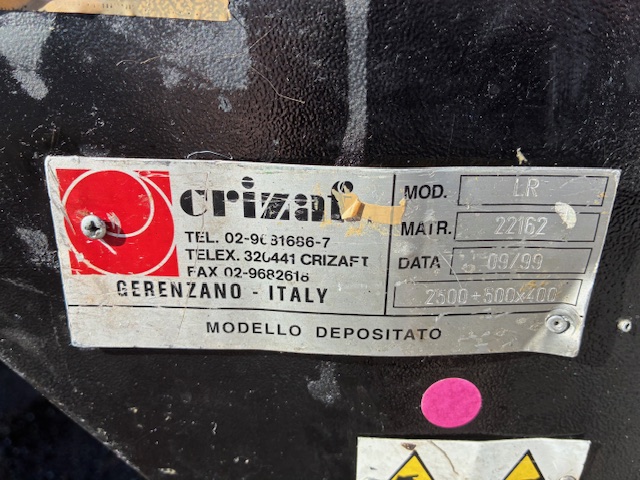 crizaf
TEL. 02-9681686-7
TELEX. 320441 CRIZAFT
FAX 02-9682618
GERENZANO - ITALY
MODELLO DEPOSITATO
MOD. LR
MATR. 22162
DATA 09/99
2500+500x400